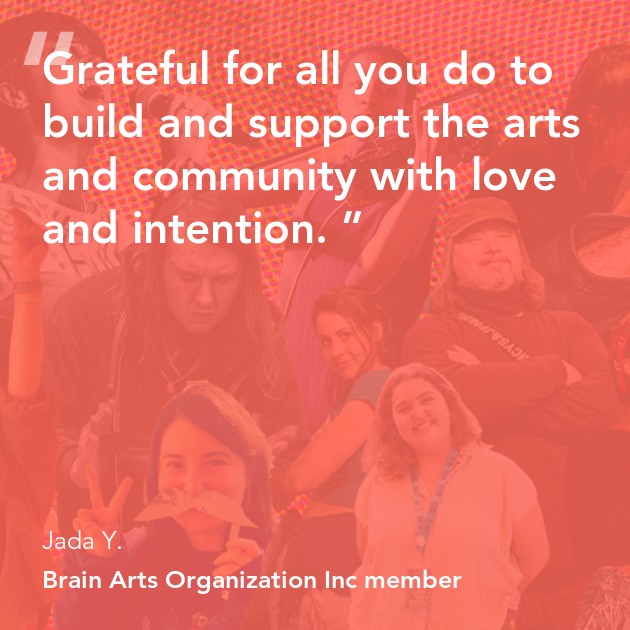 "
Grateful for all you do to
build and support the arts
and community with love
and intention. ”
Jada Y.
Brain Arts Organization Inc member